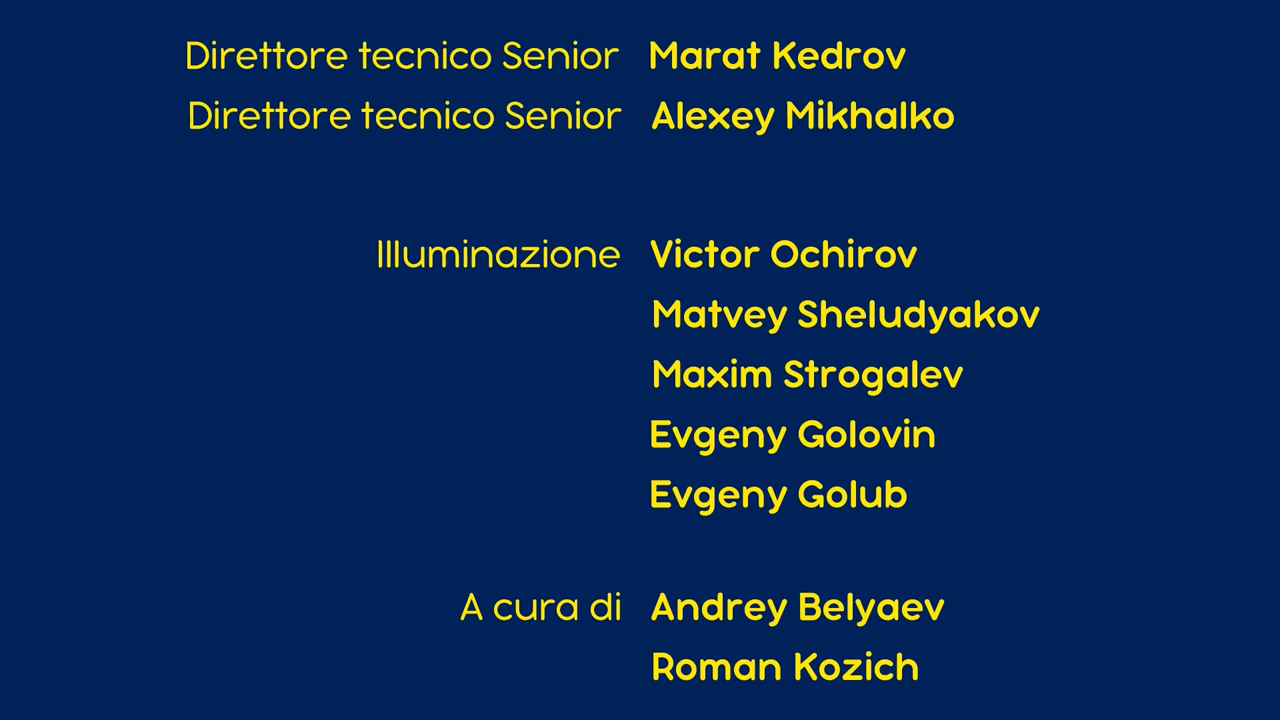 Direttore tecnico Senior Marat Kedrov
Direttore tecnico Senior Alexey Mikhalko
Illuminazione Victor Ochirov
Matvey Sheludyakov
Maxim Strogalev
Evgeny Golovin
Evgeny Golub
A cura di Andrey Belyaev
Roman Kozich